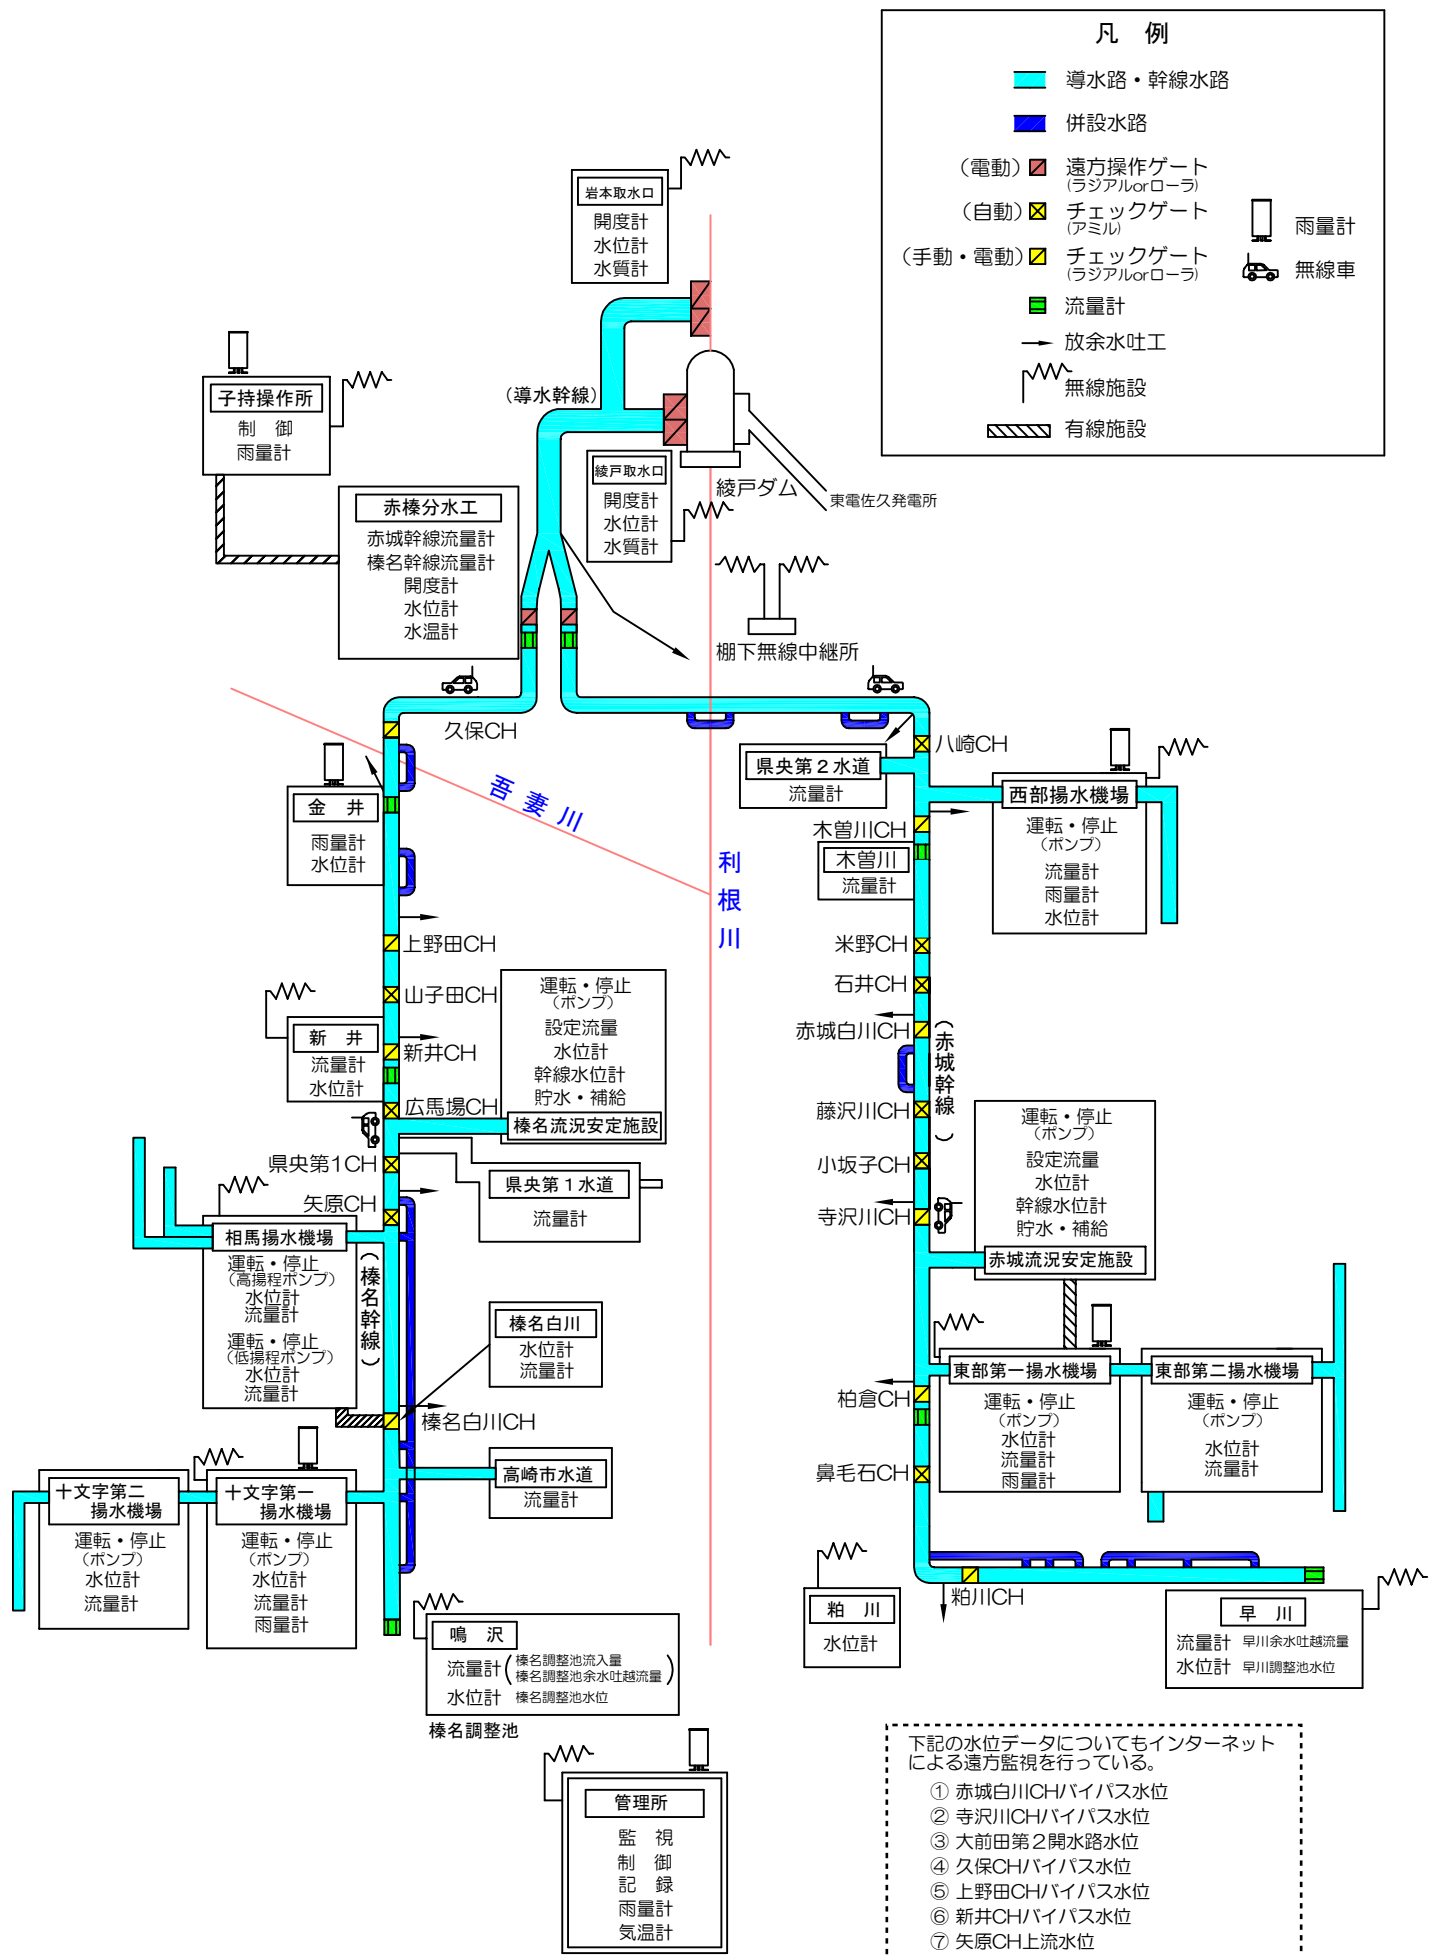 凡　例
導水路・幹線水路
併設水路
(電動) 遠方操作ゲート
(ラジアルorローラ)
(自動) チェックゲート
(アミル)
(手動・電動) チェックゲート
(ラジアルorローラ)
雨量計
無線車
流量計
放余水吐工
無線施設
有線施設
岩本取水口
開度計
水位計
水質計
子持操作所
制　御
雨量計
(導水幹線)
綾戸取水口
開度計
水位計
水質計
綾戸ダム
東電佐久発電所
赤榛分水工
赤城幹線流量計
榛名幹線流量計
開度計
水位計
水温計
棚下無線中継所
久保CH
八崎CH
吾妻川
利根川
金　井
雨量計
水位計
県央第２水道
流量計
西部揚水機場
運転・停止
(ポンプ)
流量計
雨量計
水位計
木曽川CH
木曽川
流量計
上野田CH
山子田CH
新　井
流量計
水位計
新井CH
広馬場CH
運転・停止
(ポンプ)
設定流量
水位計
幹線水位計
貯水・補給
榛名流況安定施設
米野CH
石井CH
赤城白川CH
(赤城幹線)
藤沢川CH
小坂子CH
寺沢川CH
運転・停止
(ポンプ)
設定流量
水位計
幹線水位計
貯水・補給
赤城流況安定施設
県央第1CH
県央第１水道
流量計
矢原CH
相馬揚水機場
運転・停止
(高揚程ポンプ)
水位計
流量計
運転・停止
(低揚程ポンプ)
水位計
流量計
(榛名幹線)
榛名白川
水位計
流量計
榛名白川CH
東部第一揚水機場
運転・停止
(ポンプ)
水位計
流量計
雨量計
東部第二揚水機場
運転・停止
(ポンプ)
水位計
流量計
柏倉CH
鼻毛石CH
高崎市水道
流量計
十文字第二
揚水機場
運転・停止
(ポンプ)
水位計
流量計
十文字第一
揚水機場
運転・停止
(ポンプ)
水位計
流量計
雨量計
粕川CH
粕　川
水位計
早　川
流量計 早川余水吐越流量
水位計 早川調整池水位
鳴　沢
流量計(榛名調整池流入量
榛名調整池余水吐越流量)
水位計 榛名調整池水位
榛名調整池
管理所
監　視
制　御
記　録
雨量計
気温計
下記の水位データについてもインターネット
による遠方監視を行っている。
① 赤城白川CHバイパス水位
② 寺沢川CHバイパス水位
③ 大前田第２開水路水位
④ 久保CHバイパス水位
⑤ 上野田CHバイパス水位
⑥ 新井CHバイパス水位
⑦ 矢原CH上流水位